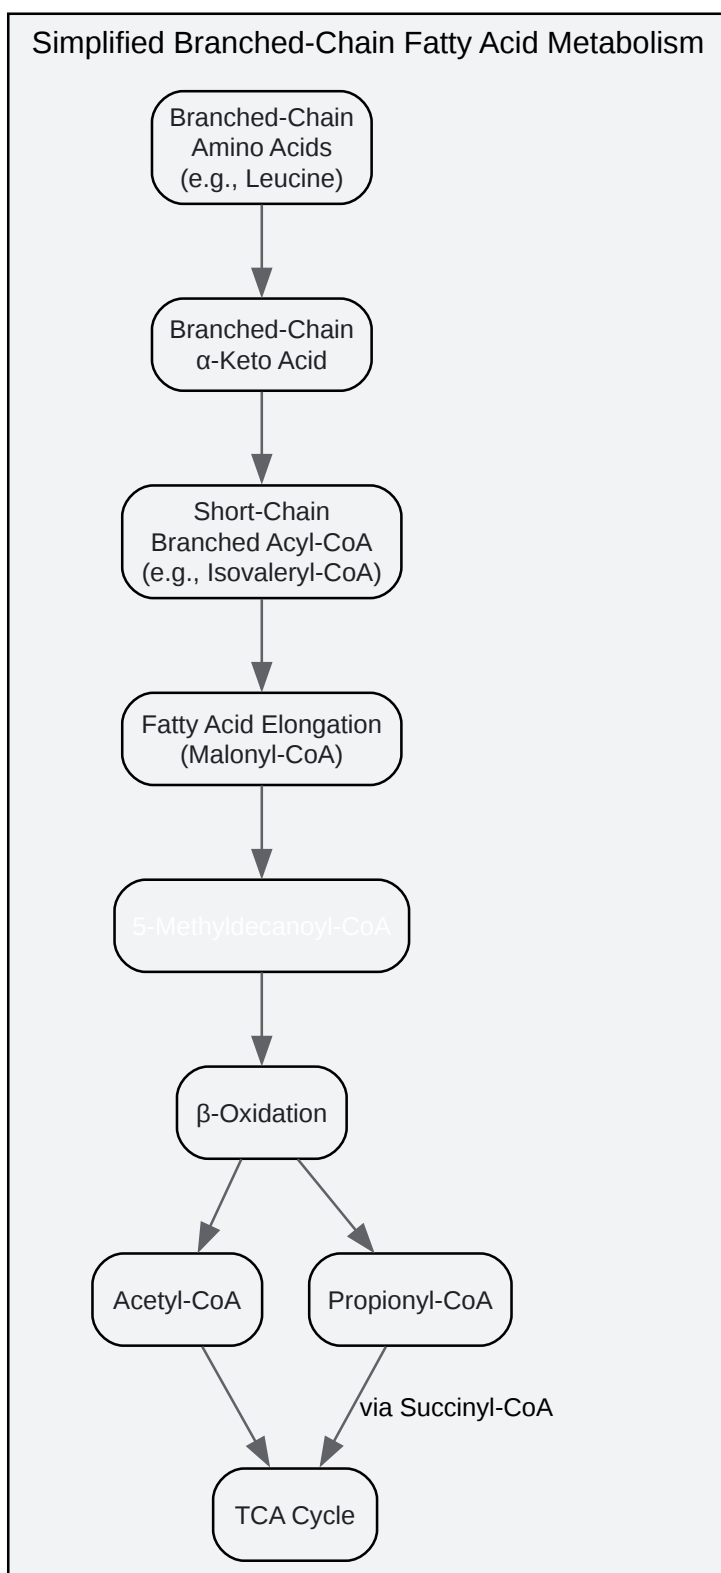 Simplified Branched-Chain Fatty Acid Metabolism
Branched-Chain
Amino Acids
(e.g., Leucine)
Branched-Chain
α-Keto Acid
Short-Chain
Branched Acyl-CoA
(e.g., Isovaleryl-CoA)
Fatty Acid Elongation
(Malonyl-CoA)
5-Methyldecanoyl-CoA
β-Oxidation
Acetyl-CoA
Propionyl-CoA
via Succinyl-CoA
TCA Cycle